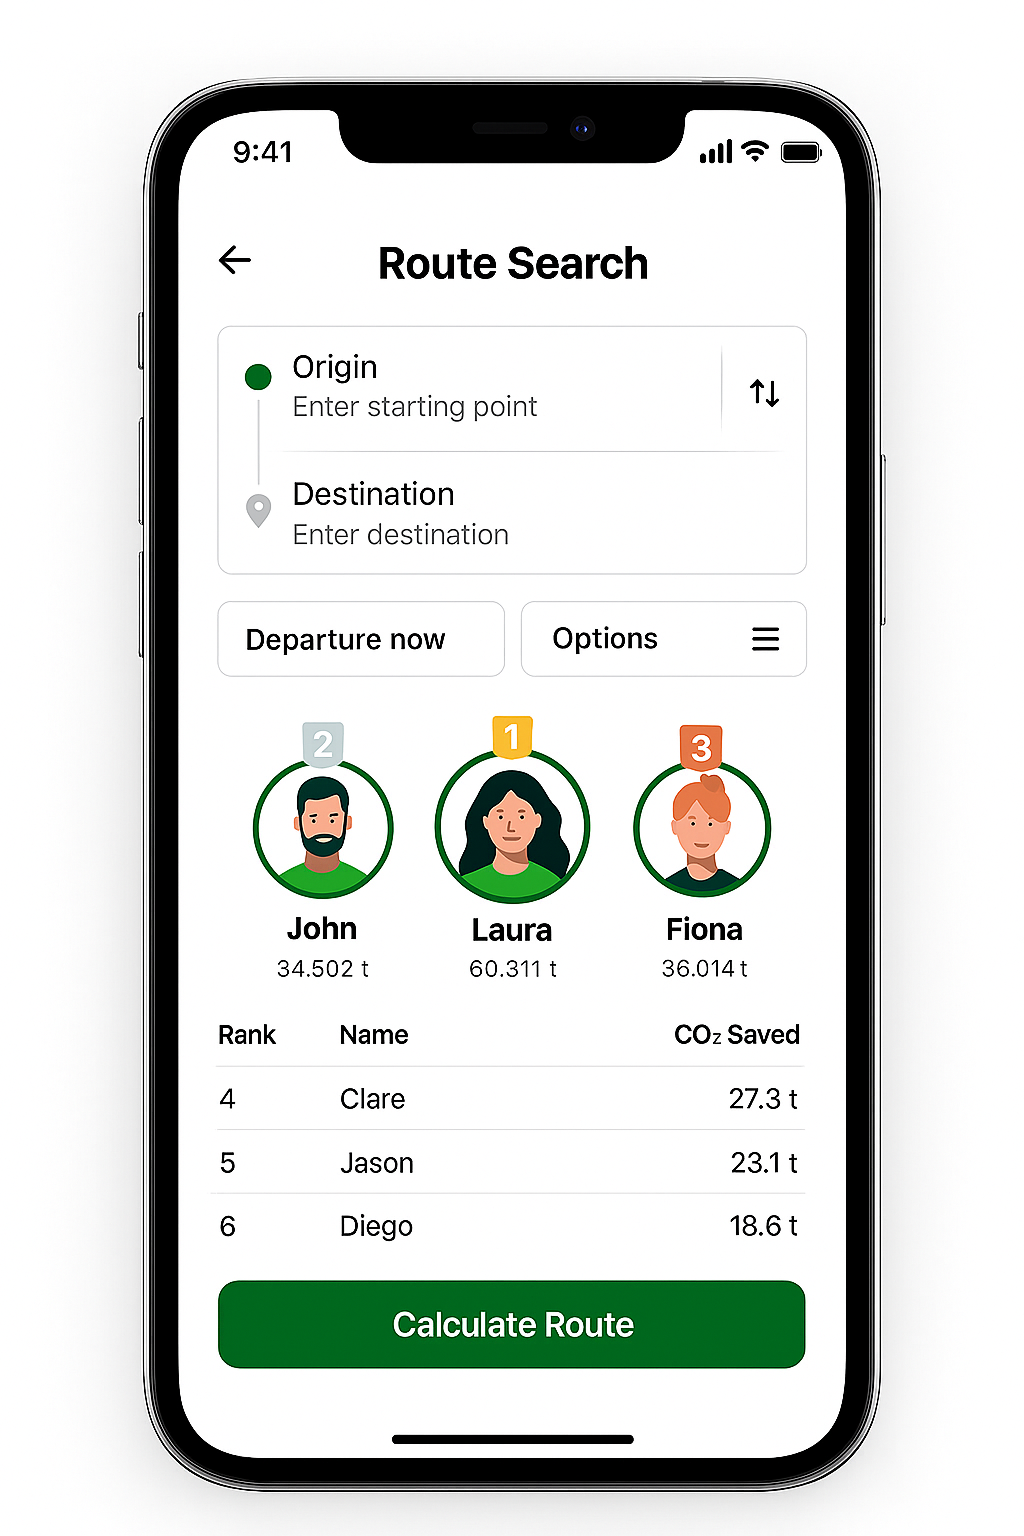 9:41
Route Search
Origin
Enter starting point
Destination
Enter destination
Departure now
Options
2
1
3
John
Laura
Fiona
34.502 t
60.311 t
36.014 t
Rank Name CO₂ Saved
4 Clare 27.3 t
5 Jason 23.1 t
6 Diego 18.6 t
Calculate Route